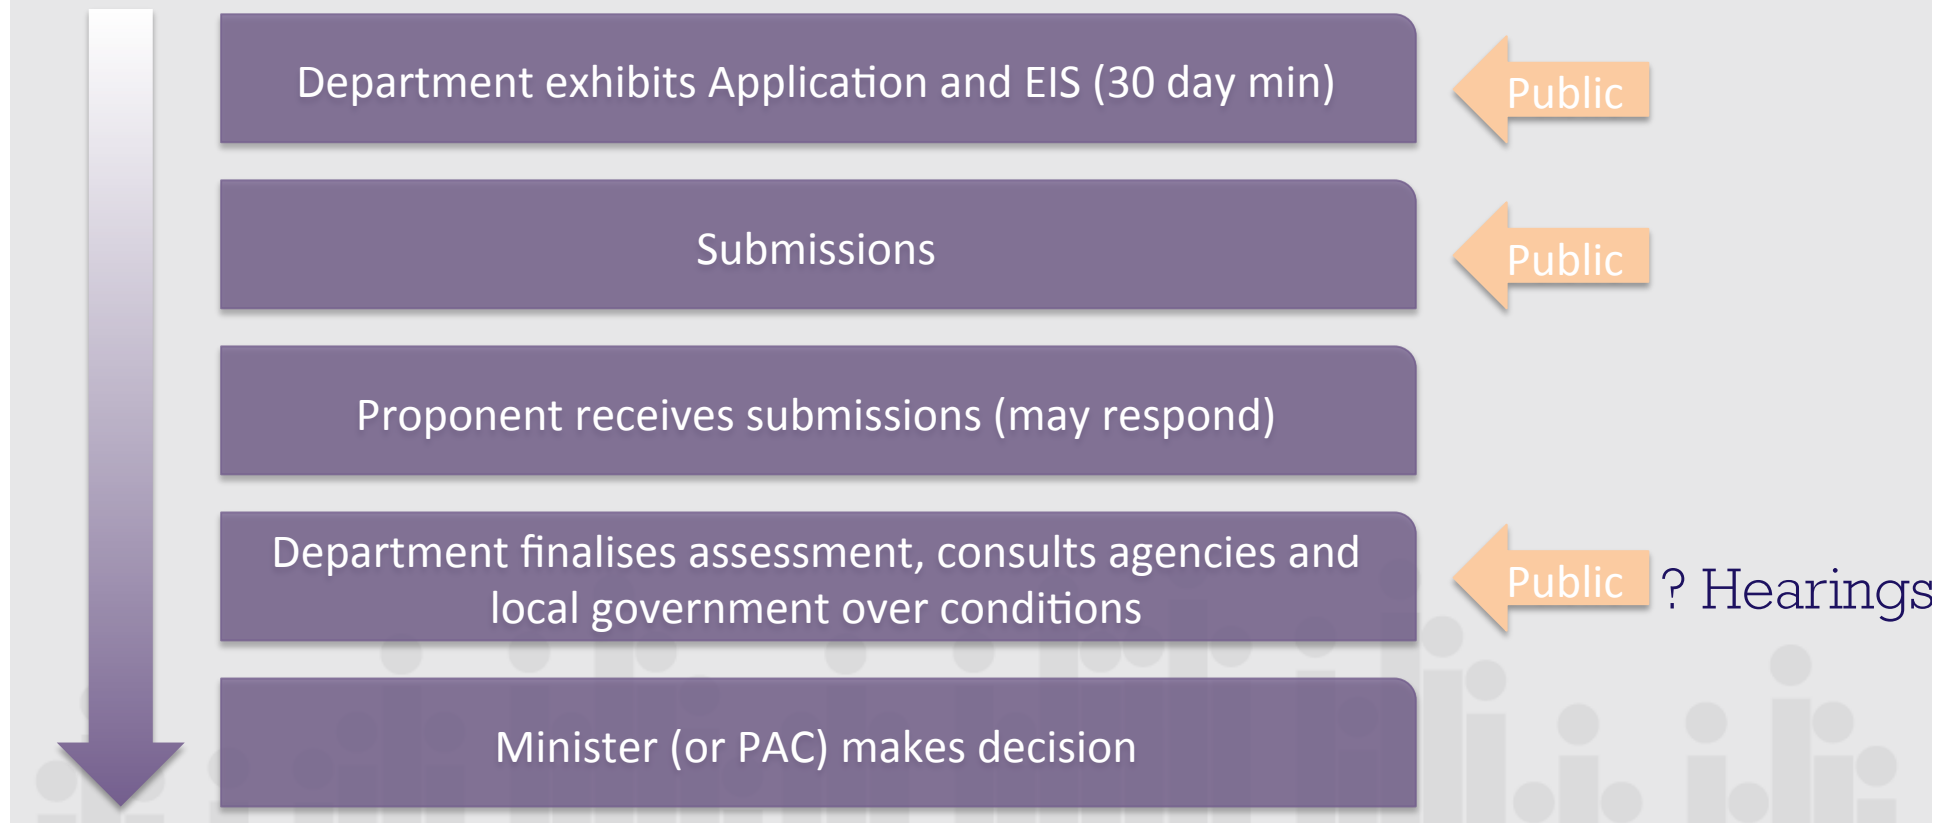 Department exhibits Application and EIS (30 day min)
Public
Submissions
Public
Proponent receives submissions (may respond)
Department finalises assessment, consults agencies and
local government over conditions
Public
? Hearings
Minister (or PAC) makes decision